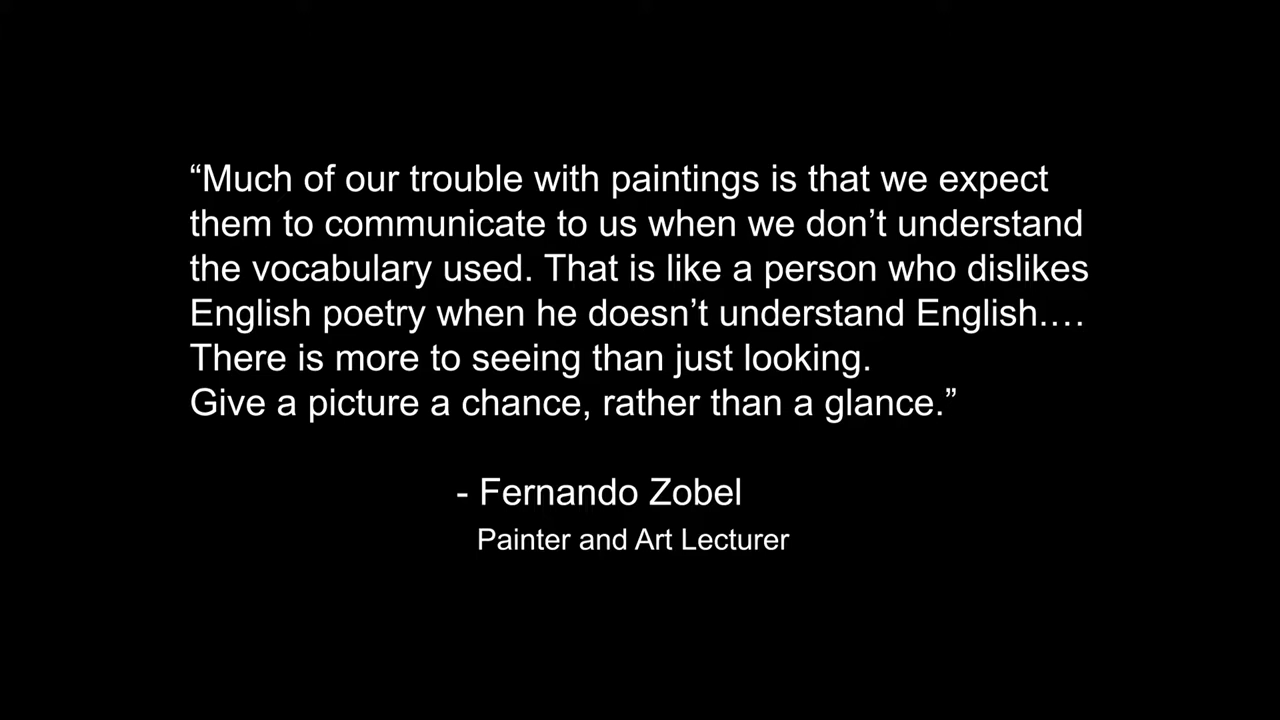 “Much of our trouble with paintings is that we expect
them to communicate to us when we don’t understand
the vocabulary used. That is like a person who dislikes
English poetry when he doesn’t understand English.…
There is more to seeing than just looking.
Give a picture a chance, rather than a glance.”
- Fernando Zobel
Painter and Art Lecturer